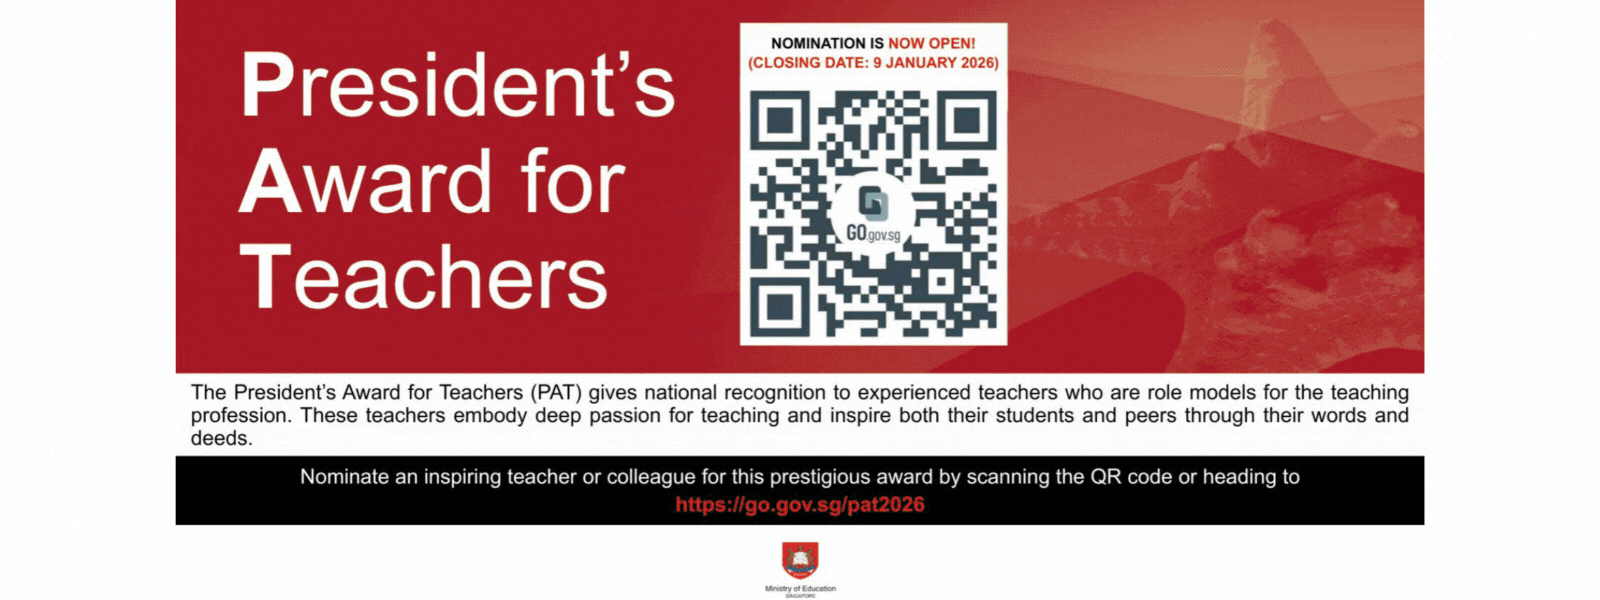 President's
Award for
Teachers
NOMINATION IS NOW OPEN!
(CLOSING DATE: 9 JANUARY 2026)
GO.gov.sg
The President's Award for Teachers (PAT) gives national recognition to experienced teachers who are role models for the teaching
profession. These teachers embody deep passion for teaching and inspire both their students and peers through their words and
deeds.
Nominate an inspiring teacher or colleague for this prestigious award by scanning the QR code or heading to
https://go.gov.sg/pat2026
Ministry of Education
SINGAPORE